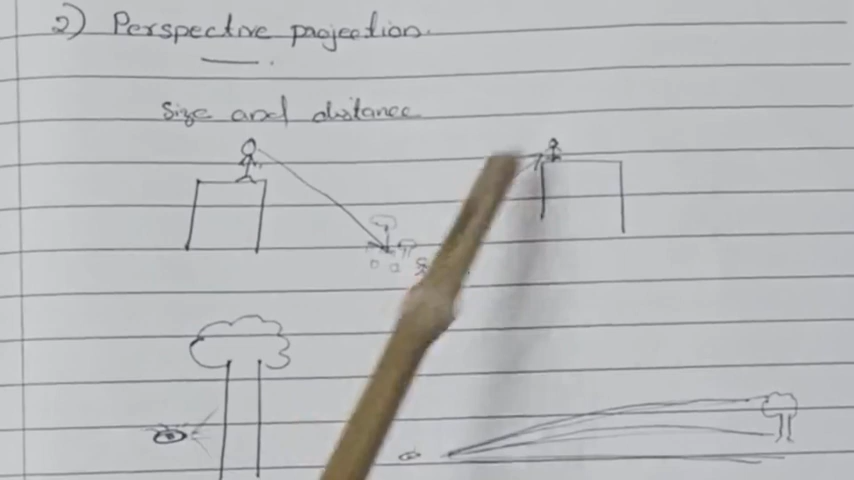 2) Perspective projection.
Size and distance